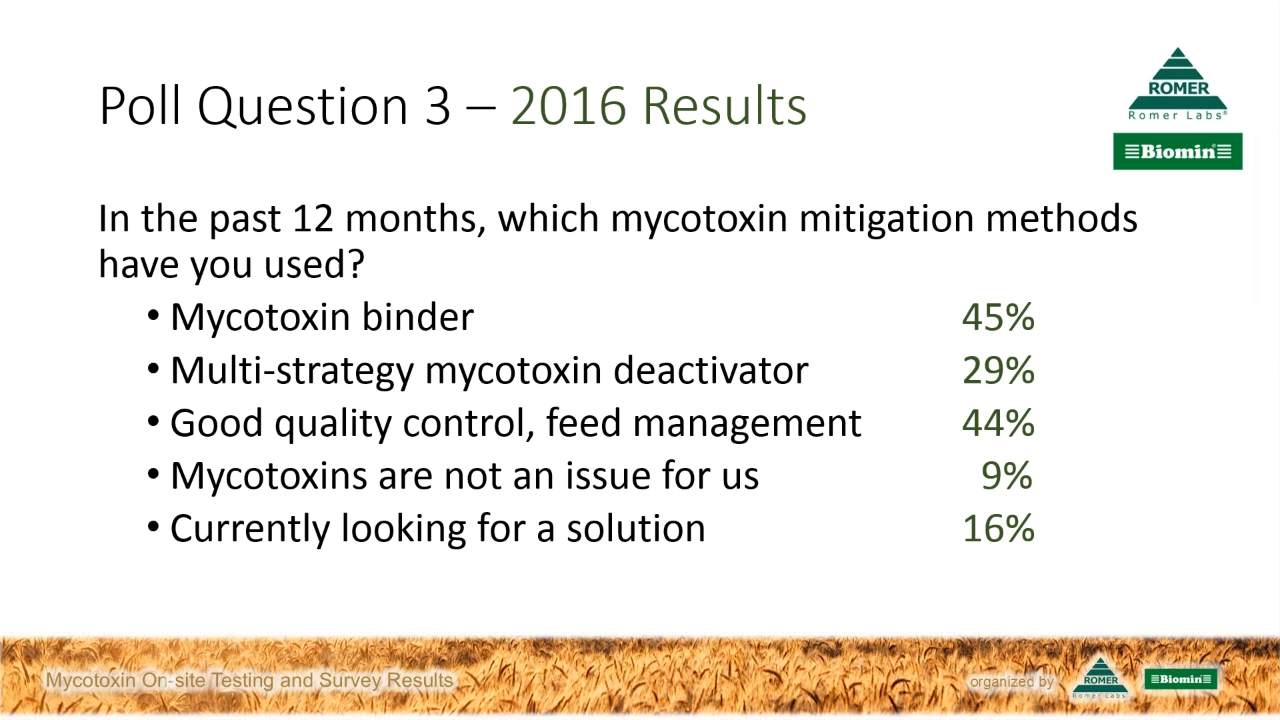 Poll Question 3 – 2016 Results
ROMER
Romer Labs®
Biomin®
In the past 12 months, which mycotoxin mitigation methods
have you used?
• Mycotoxin binder 45%
• Multi-strategy mycotoxin deactivator 29%
• Good quality control, feed management 44%
• Mycotoxins are not an issue for us 9%
• Currently looking for a solution 16%
Mycotoxin On-site Testing and Survey Results
organized by
ROMER
Romer Labs®
Biomin®